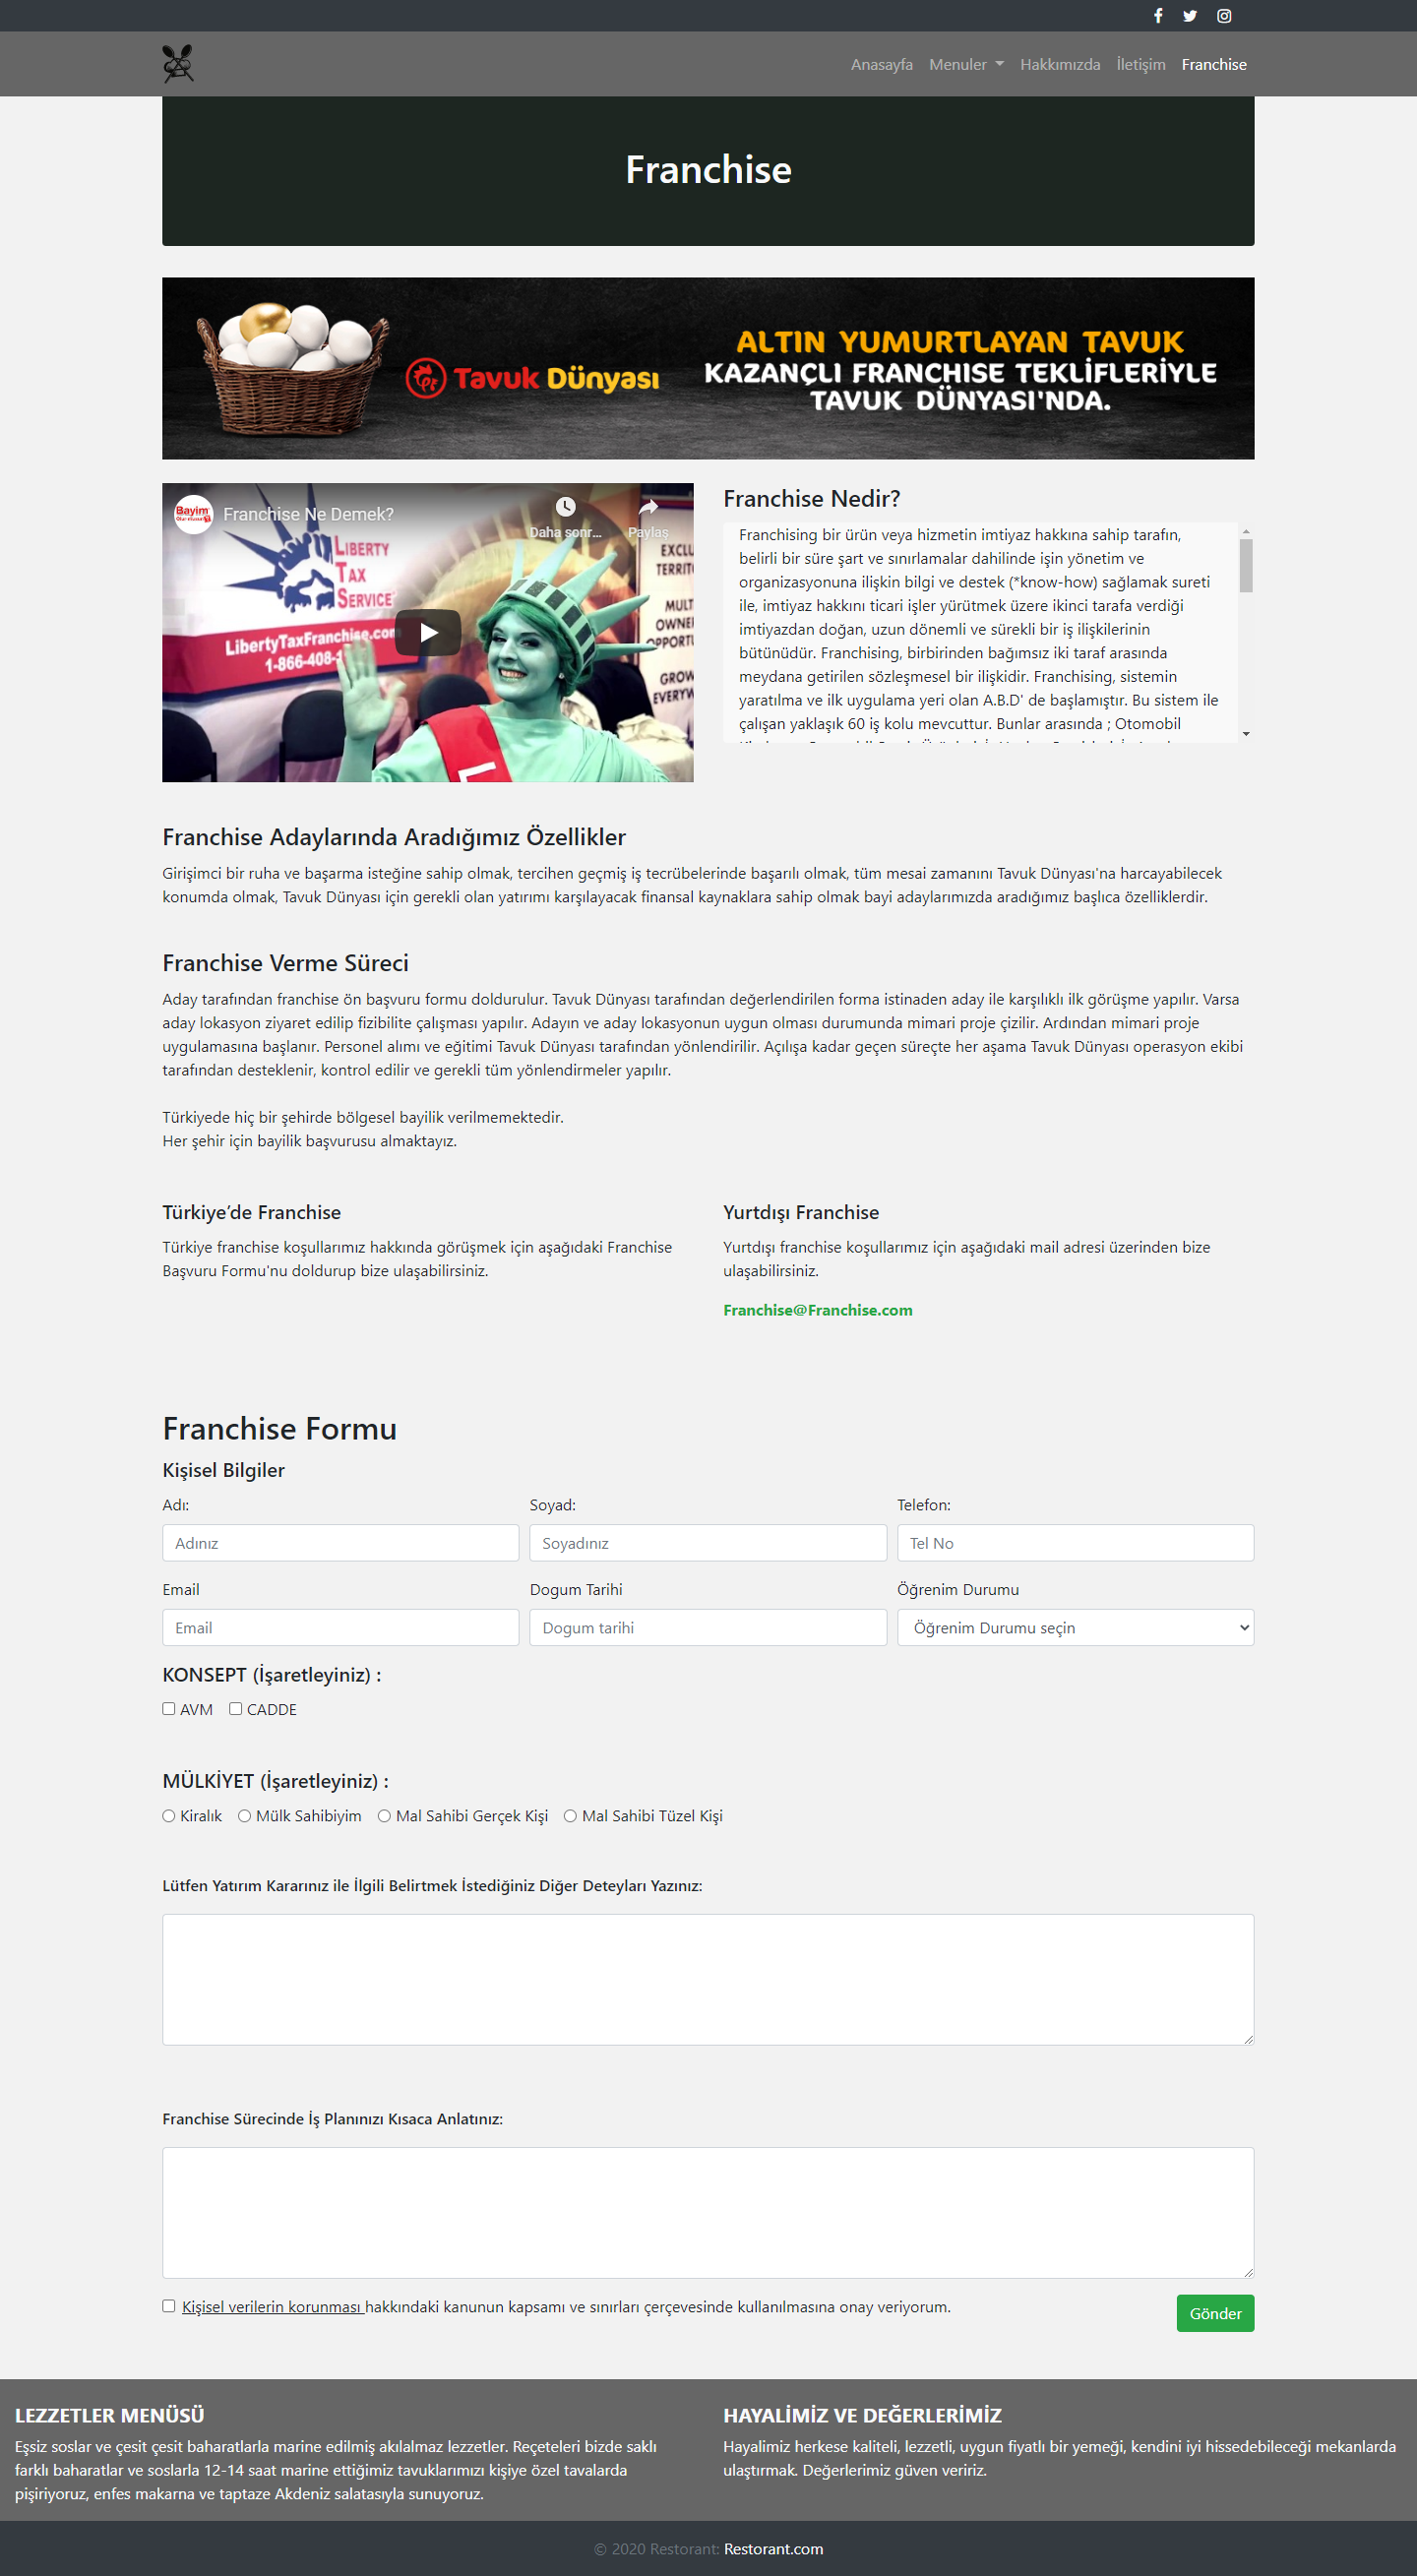 Anasayfa Menuler Hakkımızda İletişim Franchise
Franchise
Tavuk Dünyası
ALTIN YUMURTLAYAN TAVUK
KAZANÇLI FRANCHISE TEKLİFLERİYLE
TAVUK DÜNYASI'NDA.
Bayim
Franchise Ne Demek?
Daha sonr...
Paylaş
LIBERTY
TAX
SERVICE
LibertyTaxFranchise.com
1-866-408-1
EXCLU
TERRITO
MULT
OWNE
OPPORTU
GROW
EVERYW
Franchise Nedir?
Franchising bir ürün veya hizmetin imtiyaz hakkına sahip tarafın,
belirli bir süre şart ve sınırlamalar dahilinde işin yönetim ve
organizasyonuna ilişkin bilgi ve destek (*know-how) sağlamak sureti
ile, imtiyaz hakkını ticari işler yürütmek üzere ikinci tarafa verdiği
imtiyazdan doğan, uzun dönemli ve sürekli bir iş ilişkilerinin
bütünüdür. Franchising, birbirinden bağımsız iki taraf arasında
meydana getirilen sözleşmesel bir ilişkidir. Franchising, sistemin
yaratılma ve ilk uygulama yeri olan A.B.D' de başlamıştır. Bu sistem ile
çalışan yaklaşık 60 iş kolu mevcuttur. Bunlar arasında ; Otomobil
Franchise Adaylarında Aradığımız Özellikler
Girişimci bir ruha ve başarma isteğine sahip olmak, tercihen geçmiş iş tecrübelerinde başarılı olmak, tüm mesai zamanını Tavuk Dünyası'na harcayabilecek
konumda olmak, Tavuk Dünyası için gerekli olan yatırımı karşılayacak finansal kaynaklara sahip olmak bayi adaylarımızda aradığımız başlıca özelliklerdir.
Franchise Verme Süreci
Aday tarafından franchise ön başvuru formu doldurulur. Tavuk Dünyası tarafından değerlendirilen forma istinaden aday ile karşılıklı ilk görüşme yapılır. Varsa
aday lokasyon ziyaret edilip fizibilite çalışması yapılır. Adayın ve aday lokasyonun uygun olması durumunda mimari proje çizilir. Ardından mimari proje
uygulamasına başlanır. Personel alımı ve eğitimi Tavuk Dünyası tarafından yönlendirilir. Açılışa kadar geçen süreçte her aşama Tavuk Dünyası operasyon ekibi
tarafından desteklenir, kontrol edilir ve gerekli tüm yönlendirmeler yapılır.
Türkiyede hiç bir şehirde bölgesel bayilik verilmemektedir.
Her şehir için bayilik başvurusu almaktayız.
Türkiye’de Franchise
Türkiye franchise koşullarımız hakkında görüşmek için aşağıdaki Franchise
Başvuru Formu'nu doldurup bize ulaşabilirsiniz.
Yurtdışı Franchise
Yurtdışı franchise koşullarımız için aşağıdaki mail adresi üzerinden bize
ulaşabilirsiniz.
Franchise@Franchise.com
Franchise Formu
Kişisel Bilgiler
Adı: Soyad: Telefon:
Adınız Soyadınız Tel No
Email Dogum Tarihi Öğrenim Durumu
Email Dogum tarihi Öğrenim Durumu seçin
KONSEPT (İşaretleyiniz) :
AVM CADDE
MÜLKİYET (İşaretleyiniz) :
Kiralık Mülk Sahibiyim Mal Sahibi Gerçek Kişi Mal Sahibi Tüzel Kişi
Lütfen Yatırım Kararınız ile İlgili Belirtmek İstediğiniz Diğer Deteyları Yazınız:
Franchise Sürecinde İş Planınızı Kısaca Anlatınız:
Kişisel verilerin korunması hakkındaki kanunun kapsamı ve sınırları çerçevesinde kullanılmasına onay veriyorum.
Gönder
LEZZETLER MENÜSÜ
Eşsiz soslar ve çesit çesit baharatlarla marine edilmiş akılalmaz lezzetler. Reçeteleri bizde saklı
farklı baharatlar ve soslarla 12-14 saat marine ettiğimiz tavuklarımızı kişiye özel tavalarda
pişiriyoruz, enfes makarna ve taptaze Akdeniz salatasıyla sunuyoruz.
HAYALİMİZ VE DEĞERLERİMİZ
Hayalimiz herkese kaliteli, lezzetli, uygun fiyatlı bir yemeği, kendini iyi hissedebileceği mekanlarda
ulaştırmak. Değerlerimiz güven veririz.
© 2020 Restorant: Restorant.com